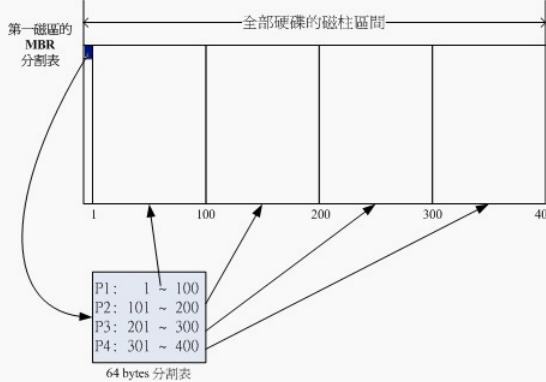 全部硬碟的磁柱區間
第一磁區的
MBR
分割表
1 100 200 300 40
P1: 1 ~ 100
P2: 101 ~ 200
P3: 201 ~ 300
P4: 301 ~ 400
64 bytes 分割表